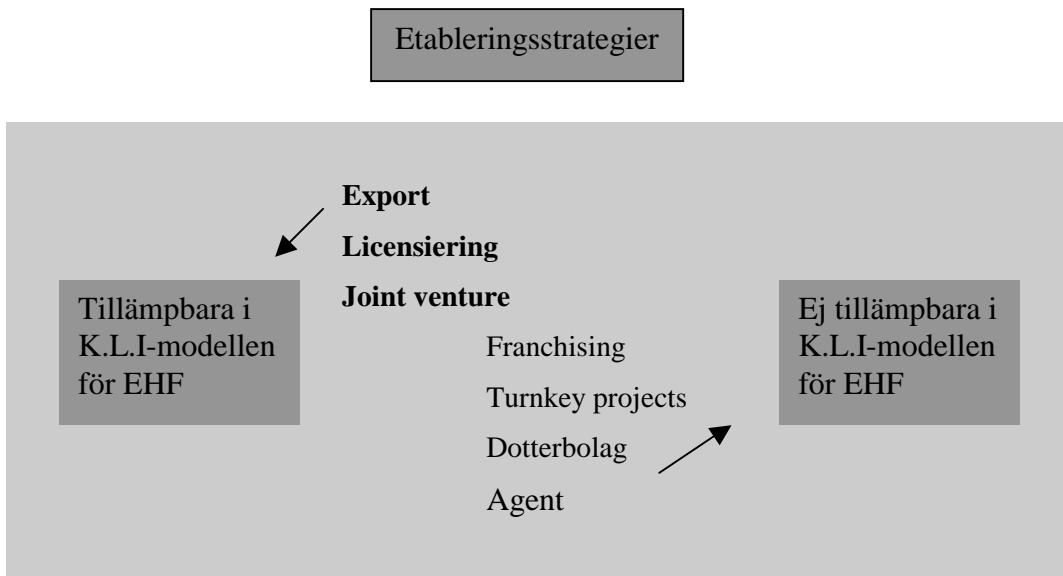 Etableringsstrategier
Export
Licensiering
Joint venture
Tillämpbara i
K.L.I-modellen
för EHF
Franchising
Turnkey projects
Dotterbolag
Agent
Ej tillämpbara i
K.L.I-modellen
för EHF